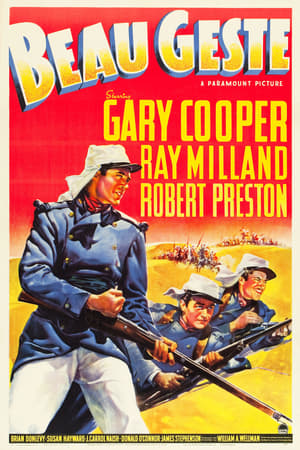 BEAU GESTE
A PARAMOUNT PICTURE
Starring
GARY COOPER
RAY MILLAND
ROBERT PRESTON
BRIAN DONLEVY · SUSAN HAYWARD · J. CARROL NAISH · DONALD O'CONNOR · JAMES STEPHENSON · WILLIAM A. WELLMAN